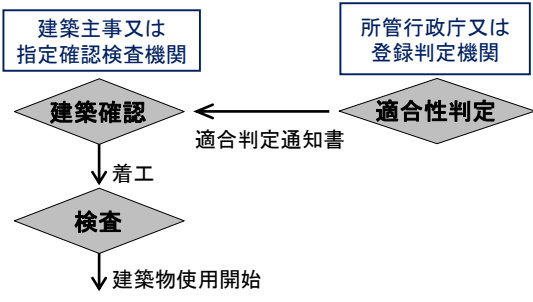 建築主事又は
指定確認検査機関
所管行政庁又は
登録判定機関
建築確認
適合性判定
適合判定通知書
着工
検査
建築物使用開始